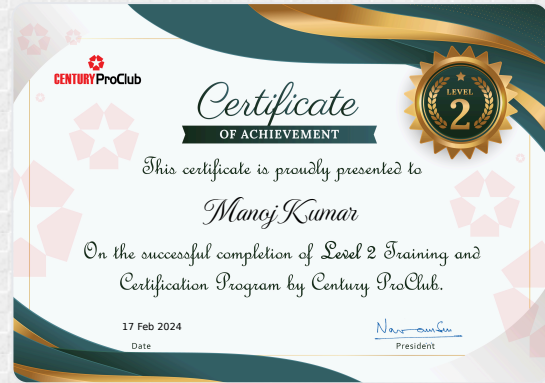 CENTURY ProClub
Certificate
OF ACHIEVEMENT
LEVEL
2
This certificate is proudly presented to
Manoj Kumar
On the successful completion of Level 2 Training and
Certification Program by Century ProClub.
17 Feb 2024
Date
President